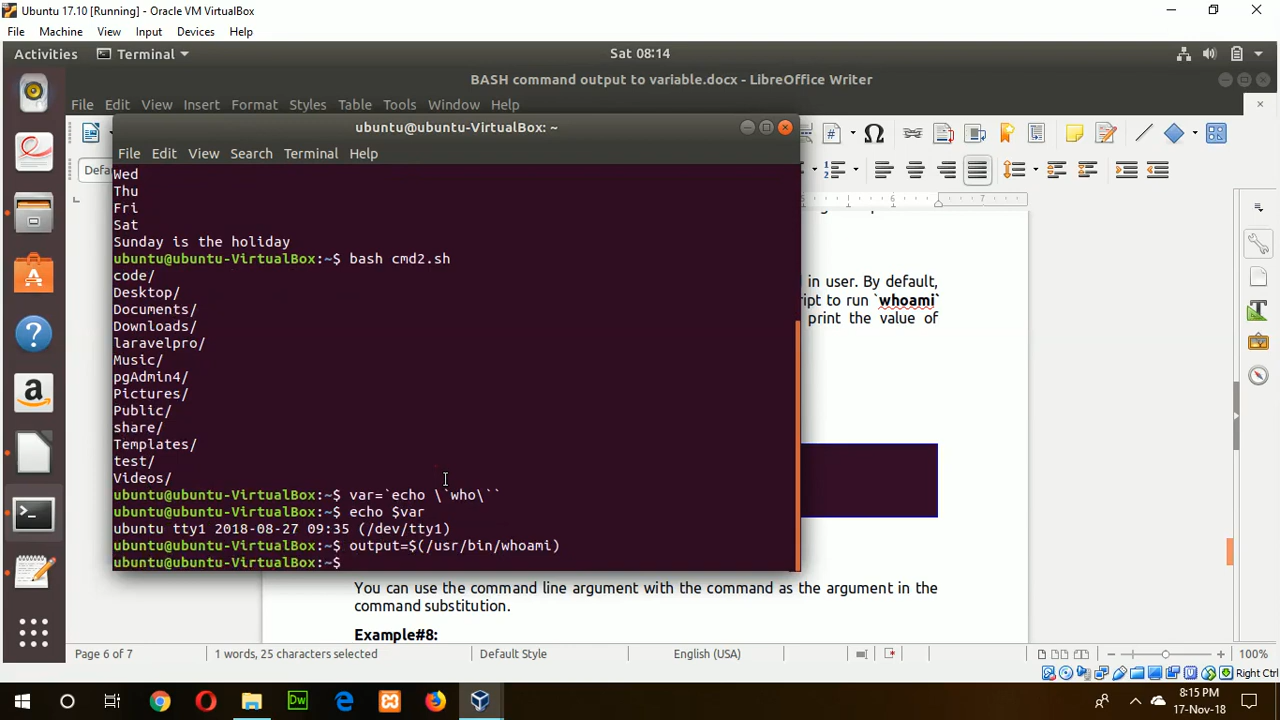 Ubuntu 17.10 [Running] - Oracle VM VirtualBox
File Machine View Input Devices Help
Activities Terminal Sat 08:14
BASH command output to variable.docx - LibreOffice Writer
File Edit View Insert Format Styles Table Tools Window Help
ubuntu@ubuntu-VirtualBox: ~
File Edit View Search Terminal Help
Defa
6 7
Wed
Thu
Fri
Sat
Sunday is the holiday
ubuntu@ubuntu-VirtualBox:~$ bash cmd2.sh
code/
Desktop/
Documents/
Downloads/
laravelpro/
Music/
pgAdmin4/
Pictures/
Public/
share/
Templates/
test/
Videos/
ubuntu@ubuntu-VirtualBox:~$ var=`echo \`who\``
ubuntu@ubuntu-VirtualBox:~$ echo $var
ubuntu tty1 2018-08-27 09:35 (/dev/tty1)
ubuntu@ubuntu-VirtualBox:~$ output=$(/usr/bin/whoami)
ubuntu@ubuntu-VirtualBox:~$
in user. By default,
ipt to run `whoami`
print the value of
You can use the command line argument with the command as the argument in the
command substitution.
Example#8:
Page 6 of 7 1 words, 25 characters selected Default Style English (USA) 100%
Right Ctrl
8:15 PM
17-Nov-18